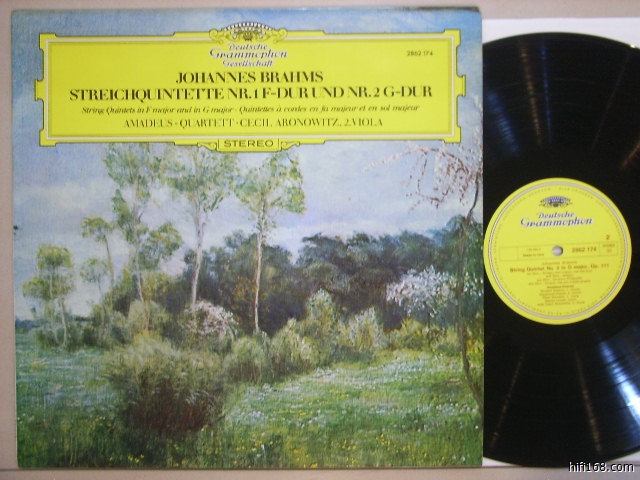 Deutsche
Grammophon
Gesellschaft
2862 174
JOHANNES BRAHMS
STREICHQUINTETTE NR.1 F-DUR UND NR.2 G-DUR
String Quintets in F major and in G major · Quintettes à cordes en fa majeur et en sol majeur
AMADEUS-QUARTETT · CECIL ARONOWITZ, 2.VIOLA
STEREO
Deutsche
Grammophon
2
2862 174
String Quintet No. 2 in G major, Op. 111
hifi168.com